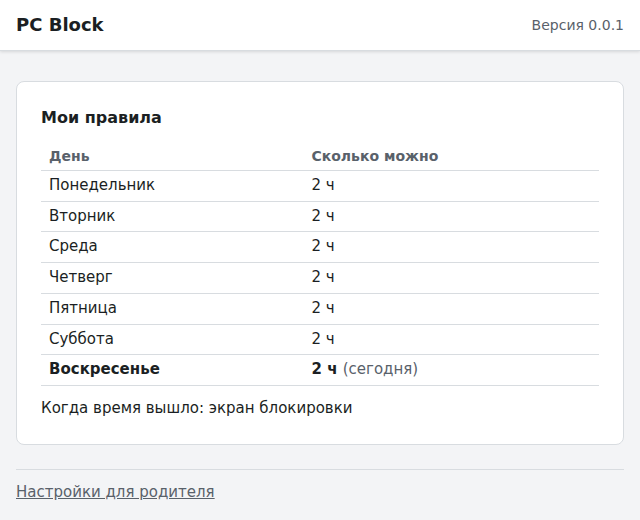 PC Block Версия 0.0.1
Мои правила
День Сколько можно
Понедельник 2 ч
Вторник 2 ч
Среда 2 ч
Четверг 2 ч
Пятница 2 ч
Суббота 2 ч
Воскресенье 2 ч (сегодня)
Когда время вышло: экран блокировки
Настройки для родителя